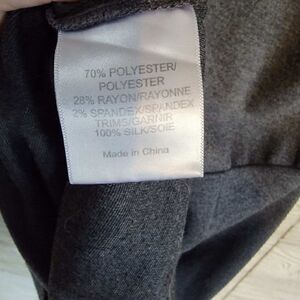 70% POLYESTER/
POLYESTER
28% RAYON/RAYONNE
2% SPANDEX/SPANDEX
TRIMS/GARNIR
100% SILK/SOIE
Made in China